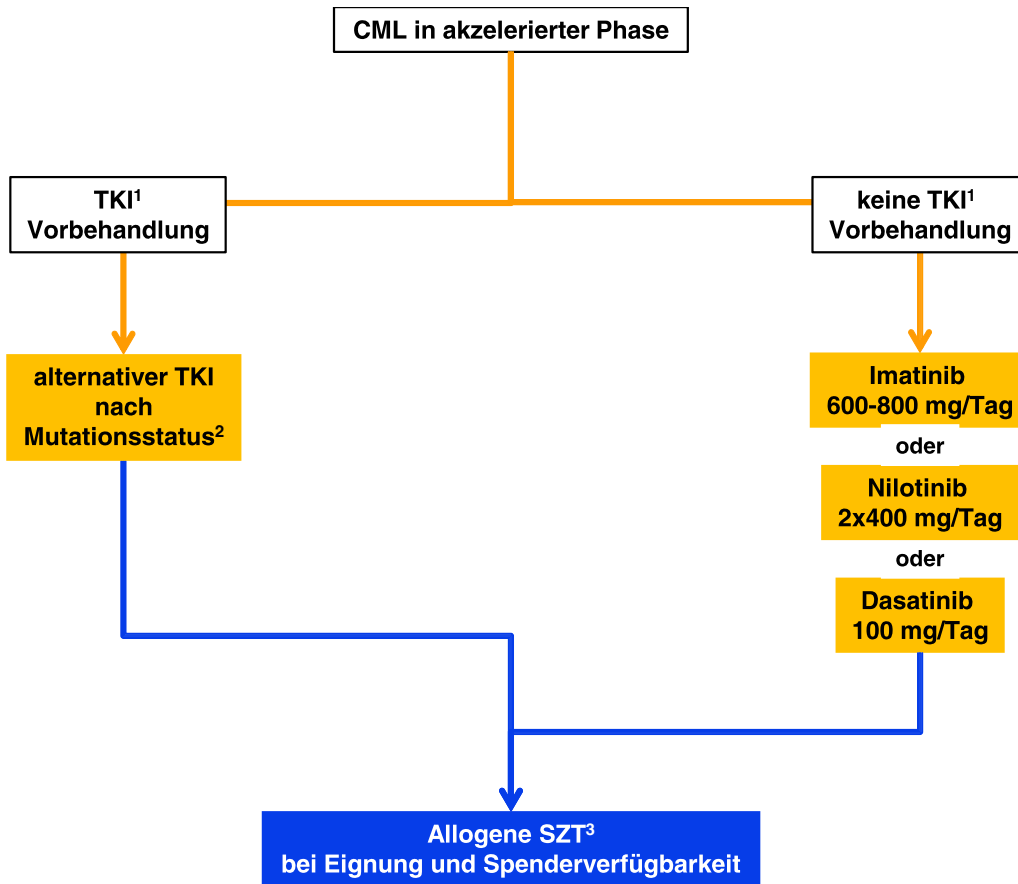 CML in akzelerierter Phase
TKI¹
Vorbehandlung
keine TKI¹
Vorbehandlung
alternativer TKI
nach
Mutationsstatus²
Imatinib
600-800 mg/Tag
oder
Nilotinib
2x400 mg/Tag
oder
Dasatinib
100 mg/Tag
Allogene SZT³
bei Eignung und Spenderverfügbarkeit